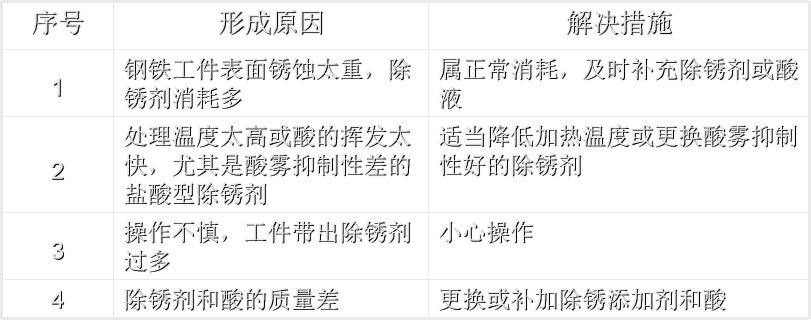 序号 形成原因 解决措施
1 钢铁工件表面锈蚀太重，除 属正常消耗，及时补充除锈剂或酸
锈剂消耗多 液
2 处理温度太高或酸的挥发太 适当降低加热温度或更换酸雾抑制
快，尤其是酸雾抑制性差的 性好的除锈剂
盐酸型除锈剂
3 操作不慎，工件带出除锈剂 小心操作
过多
4 除锈剂和酸的质量差 更换或补加除锈添加剂和酸